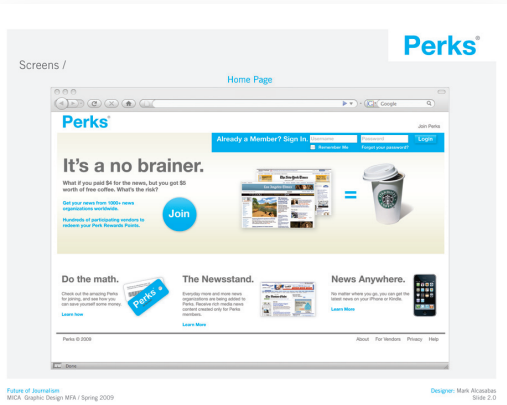 Perks®
Screens /
Home Page
Google
Perks®
Join Perks
Already a Member? Sign In.
Username
Password
Login
Remember Me
Forgot your password?
It's a no brainer.
What if you paid $4 for the news, but you got $5
worth of free coffee. What's the risk?
Get your news from 1000+ news
organizations worldwide.
Hundreds of participating vendors to
redeem your Perk Rewards Points.
Join
The New York Times
=
Do the math.
Check out the amazing Perks
for joining, and see how you
can save yourself some money.
Learn how
Perks
The Newsstand.
Everyday more and more news
organizations are being added to
Perks. Receive rich media news
content created only for Perks
members.
Learn More
News Anywhere.
No matter where you go, you can get the
latest news on your iPhone or Kindle.
Learn More
Perks © 2009
About For Vendors Privacy Help
Done
Future of Journalism
MICA Graphic Design MFA / Spring 2009
Designer: Mark Alcasabas
Slide 2.0